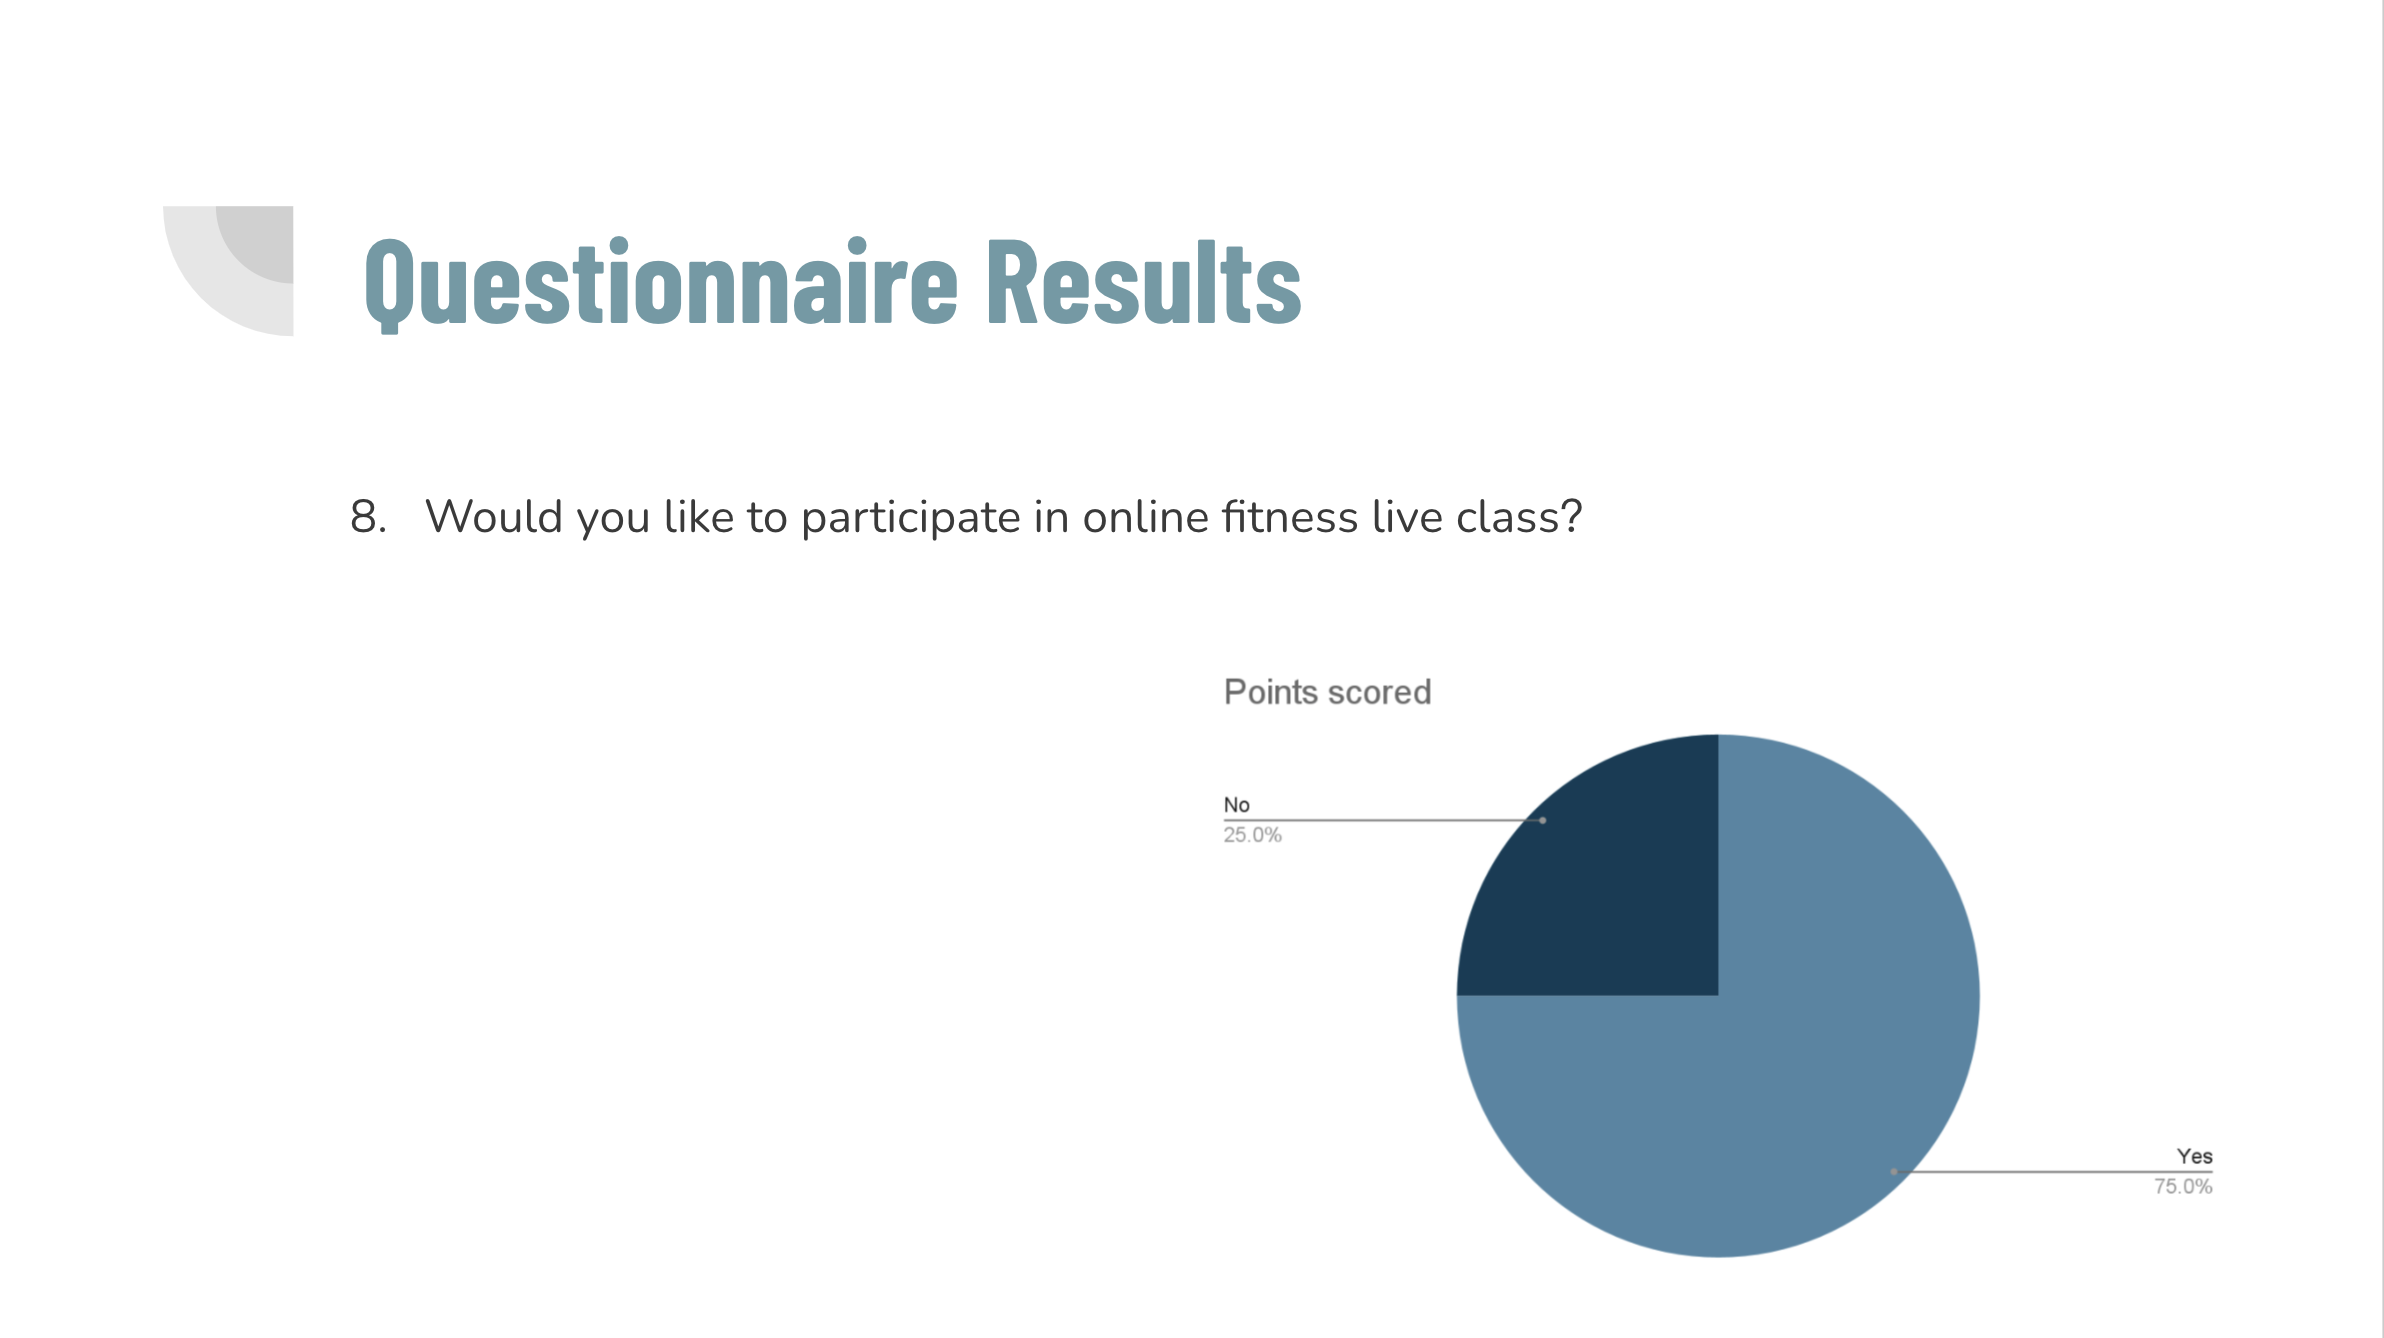 Questionnaire Results
8. Would you like to participate in online fitness live class?
Points scored
No
25.0%
Yes
75.0%